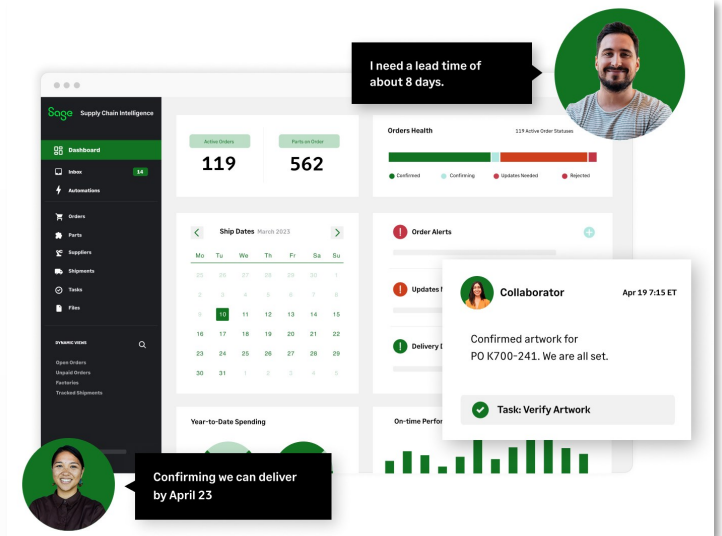 I need a lead time of
about 8 days.
Sage Supply Chain Intelligence
Dashboard
Inbox 14
Automations
Orders
Parts
Suppliers
Shipments
Tasks
Files
DYNAMIC VIEWS
Open Orders
Unpaid Orders
Factories
Tracked Shipments
Active Orders
119
Parts on Order
562
Orders Health 119 Active Order Statuses
Confirmed Confirming Updates Needed Rejected
Ship Dates March 2023
Mo Tu We Th Fr Sa Su
25 26 27 28 29 30 1
2 3 4 5 6 7 8
9 10 11 12 13 14 15
16 17 18 19 20 21 22
23 24 25 26 27 28 29
30 31 1 2 3 4 5
Order Alerts
Updates
Delivery
Collaborator Apr 19 7:15 ET
Confirmed artwork for
PO K700-241. We are all set.
Task: Verify Artwork
Year-to-Date Spending
On-time Perfor
Confirming we can deliver
by April 23